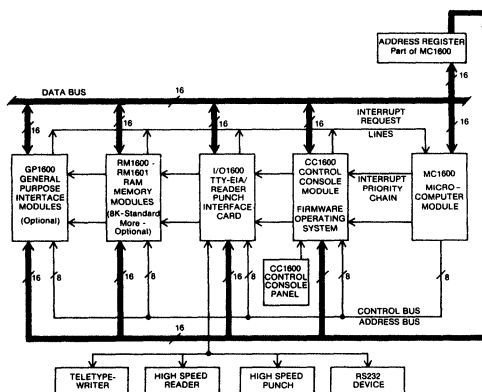 ADDRESS REGISTER
Part of MC1600
16
DATA BUS
16
INTERRUPT
REQUEST
LINES
16
16
16
16
16
GP1600
GENERAL
PURPOSE
INTERFACE
MODULES
(Optional)
RM1600 -
RM1601
RAM
MEMORY
MODULES
(8K-Standard
More -
Optional)
I/O1600
TTY-EIA/
READER
PUNCH
INTERFACE
CARD
CC1600
CONTROL
CONSOLE
MODULE
FIRMWARE
OPERATING
SYSTEM
INTERRUPT
PRIORITY
CHAIN
MC1600
MICRO-
COMPUTER
MODULE
16
8
16
8
16
8
CC1600
CONTROL
CONSOLE
PANEL
16
8
8
CONTROL BUS
ADDRESS BUS
16
TELETYPE-
WRITER
HIGH SPEED
READER
HIGH SPEED
PUNCH
RS232
DEVICE